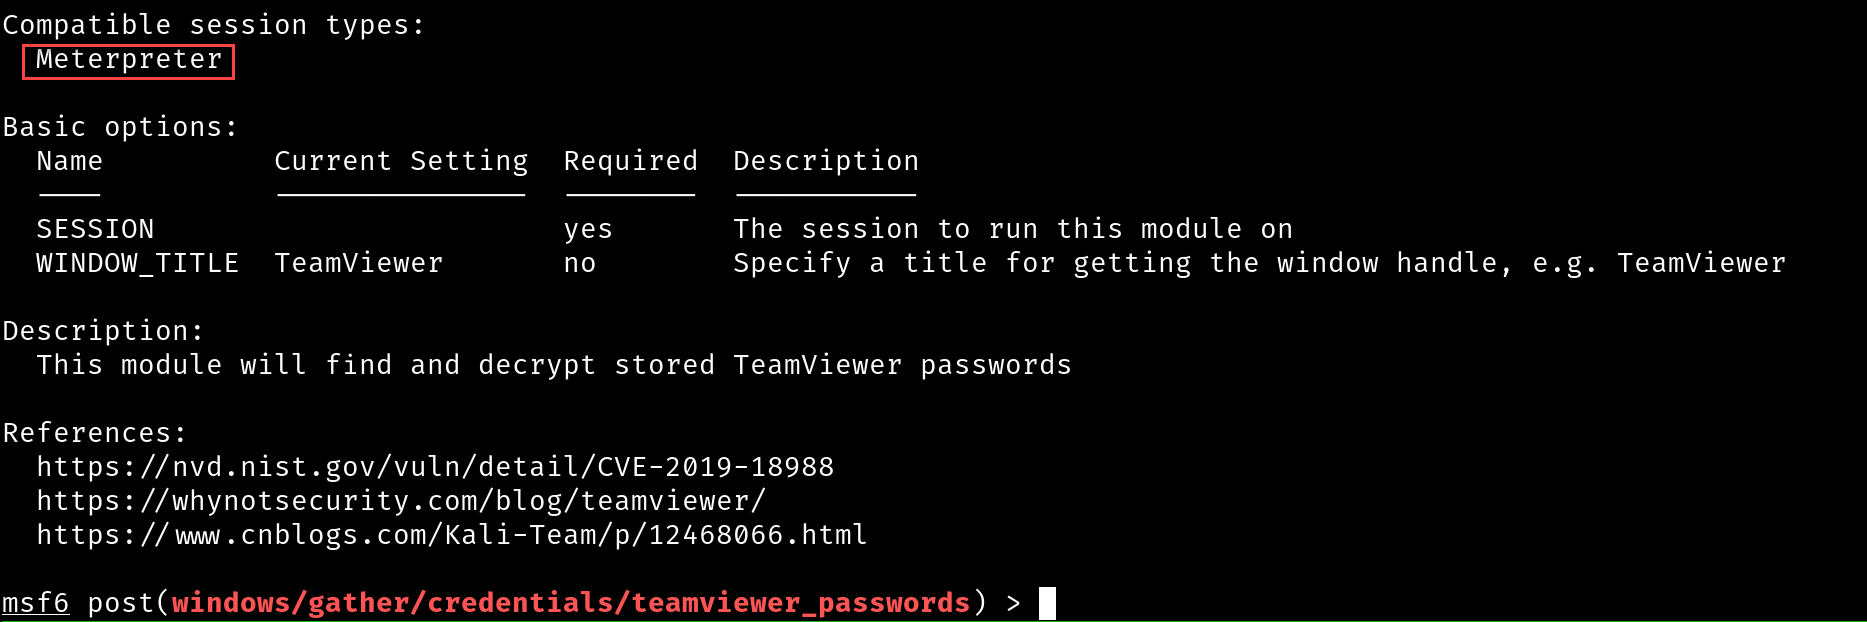 Compatible session types:
Meterpreter
Basic options:
Name Current Setting Required Description
SESSION yes The session to run this module on
WINDOW_TITLE TeamViewer no Specify a title for getting the window handle, e.g. TeamViewer
Description:
This module will find and decrypt stored TeamViewer passwords
References:
https://nvd.nist.gov/vuln/detail/CVE-2019-18988
https://whynotsecurity.com/blog/teamviewer/
https://www.cnblogs.com/Kali-Team/p/12468066.html
msf6 post(windows/gather/credentials/teamviewer_passwords) >